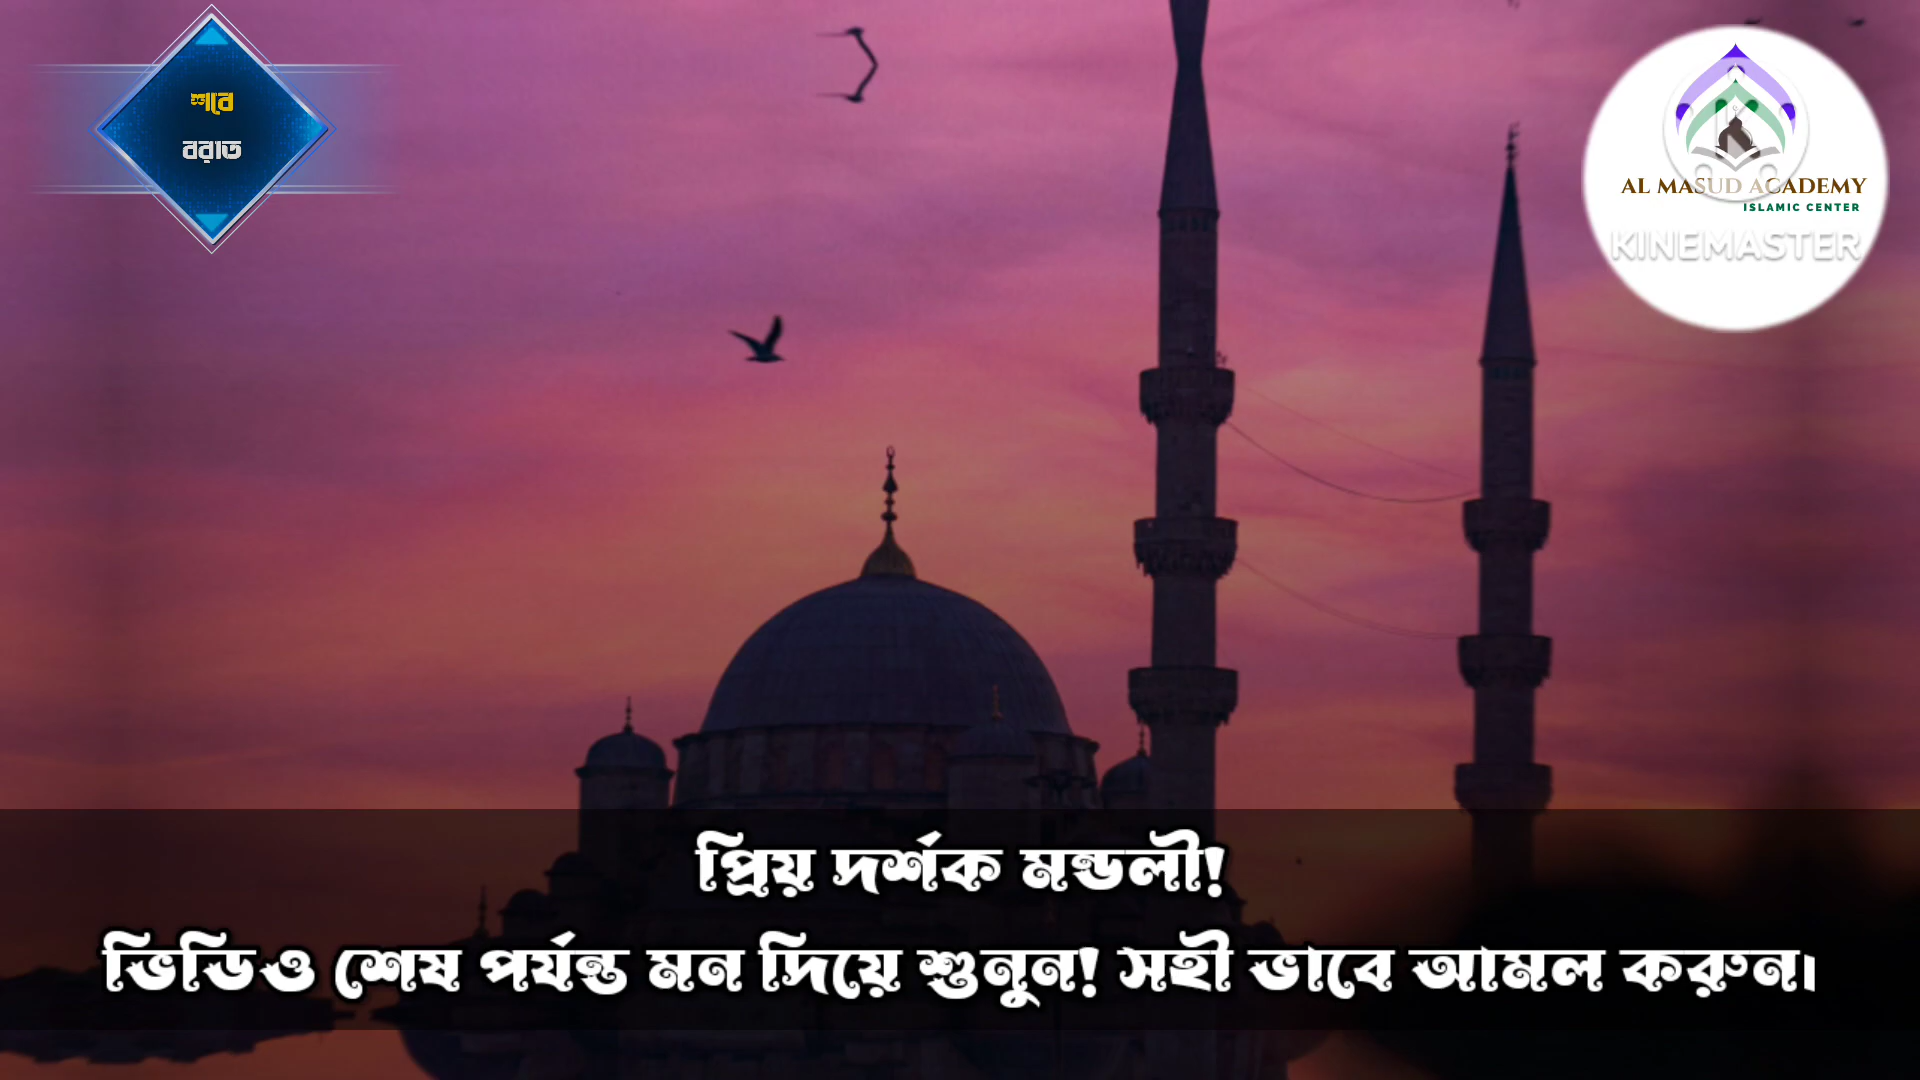 শবে
বরাত
AL MASUD ACADEMY
ISLAMIC CENTER
KINEMASTER
প্রিয় দর্শক মন্ডলী!
ভিডিও শেষ পর্যন্ত মন দিয়ে শুনুন! সহী ভাবে আমল করুন।